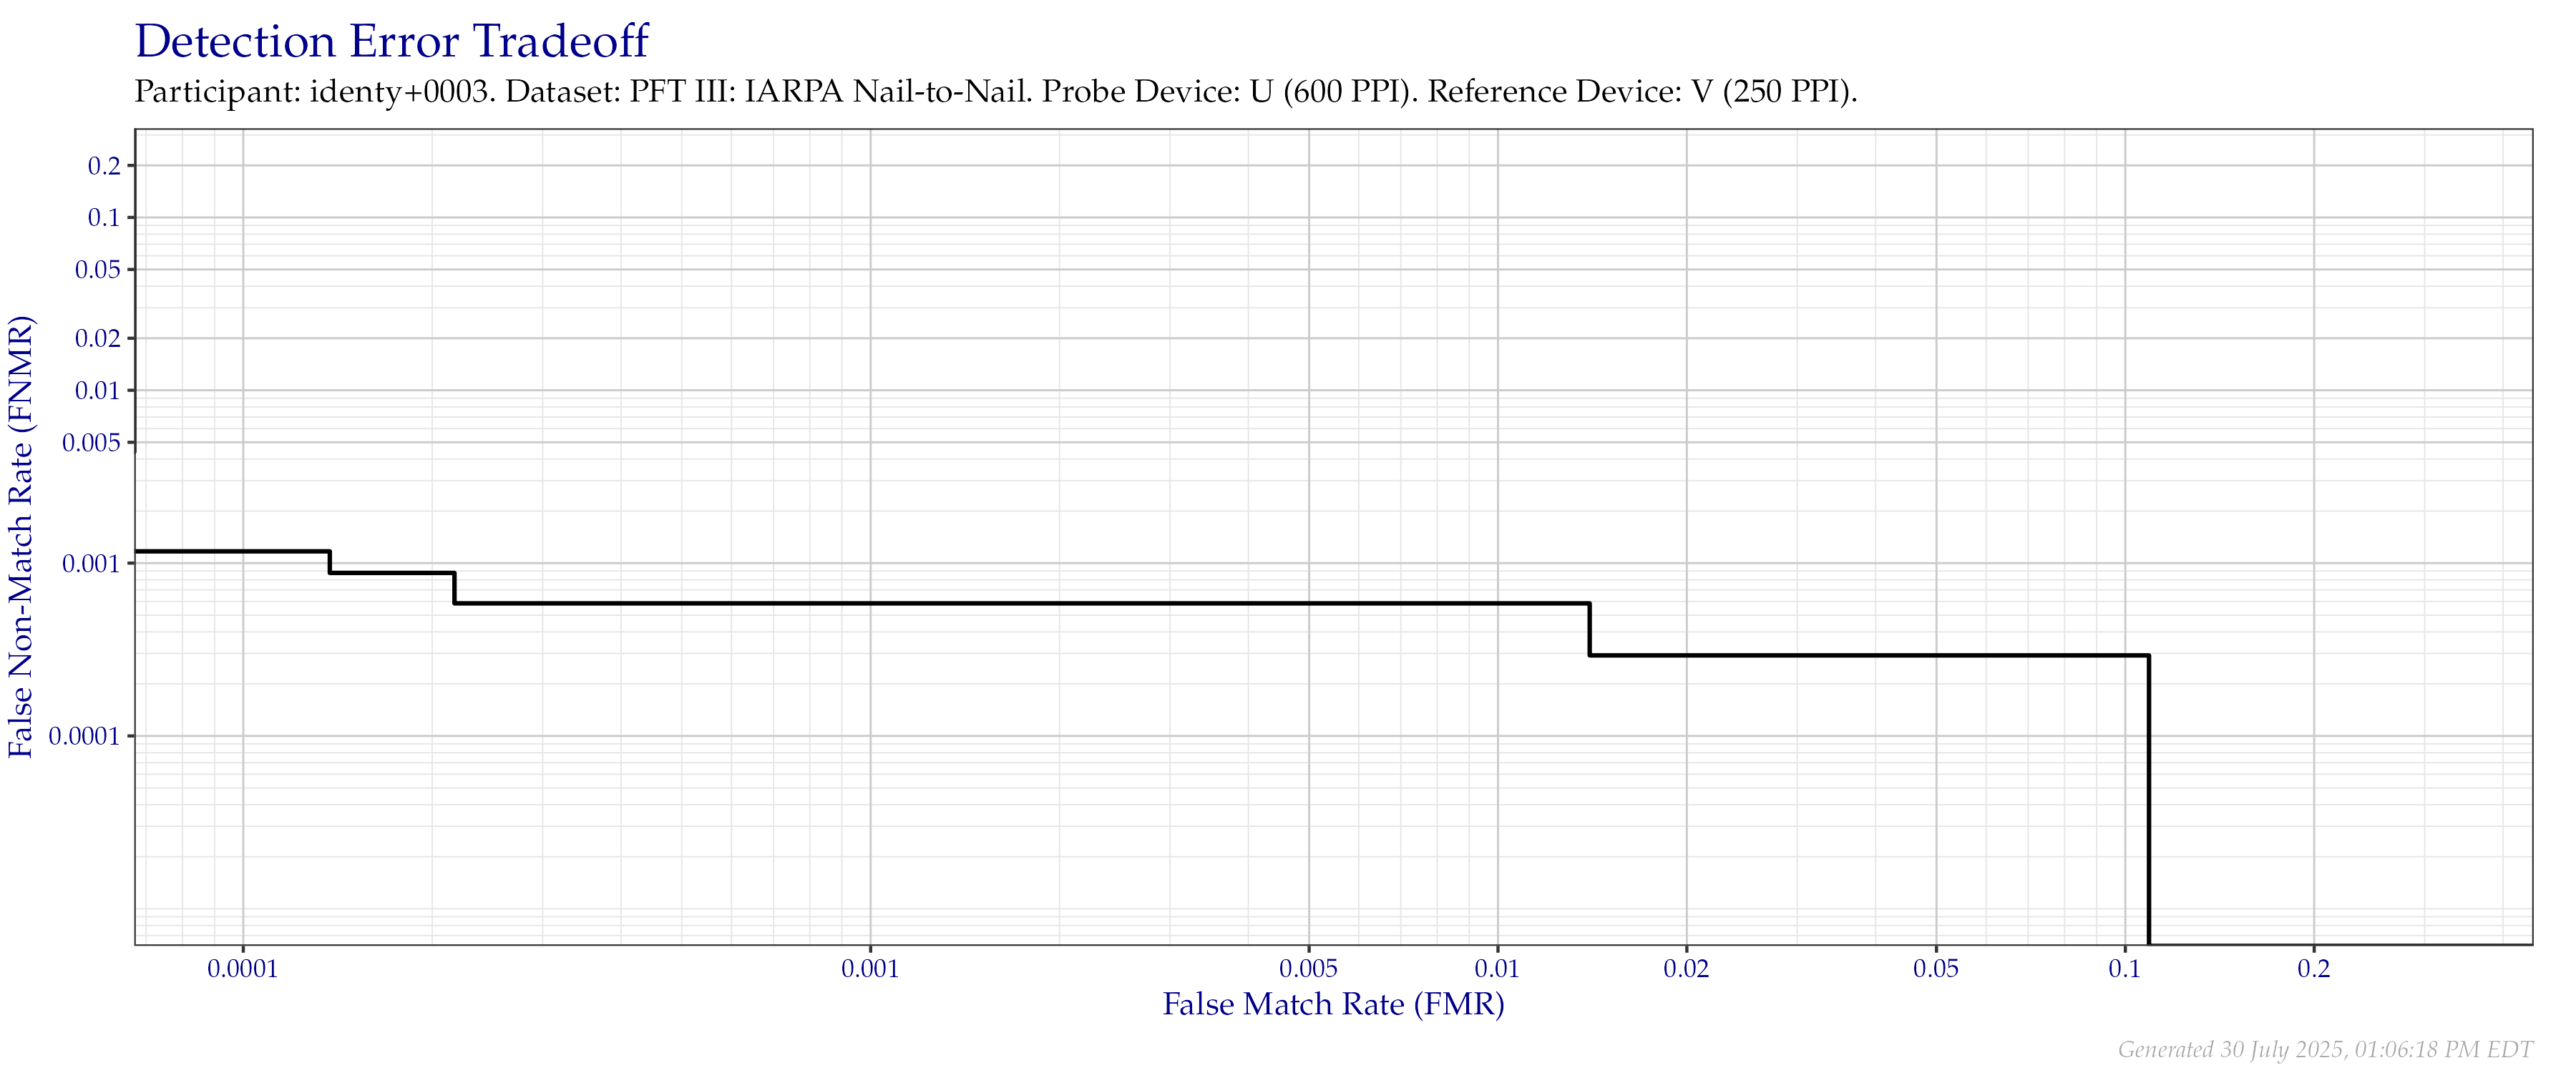 Detection Error Tradeoff
Participant: identy+0003. Dataset: PFT III: IARPA Nail-to-Nail. Probe Device: U (600 PPI). Reference Device: V (250 PPI).
False Non-Match Rate (FNMR)
0.2
0.1
0.05
0.02
0.01
0.005
0.001
0.0001
0.0001 0.001 0.005 0.01 0.02 0.05 0.1 0.2
False Match Rate (FMR)
Generated 30 July 2025, 01:06:18 PM EDT